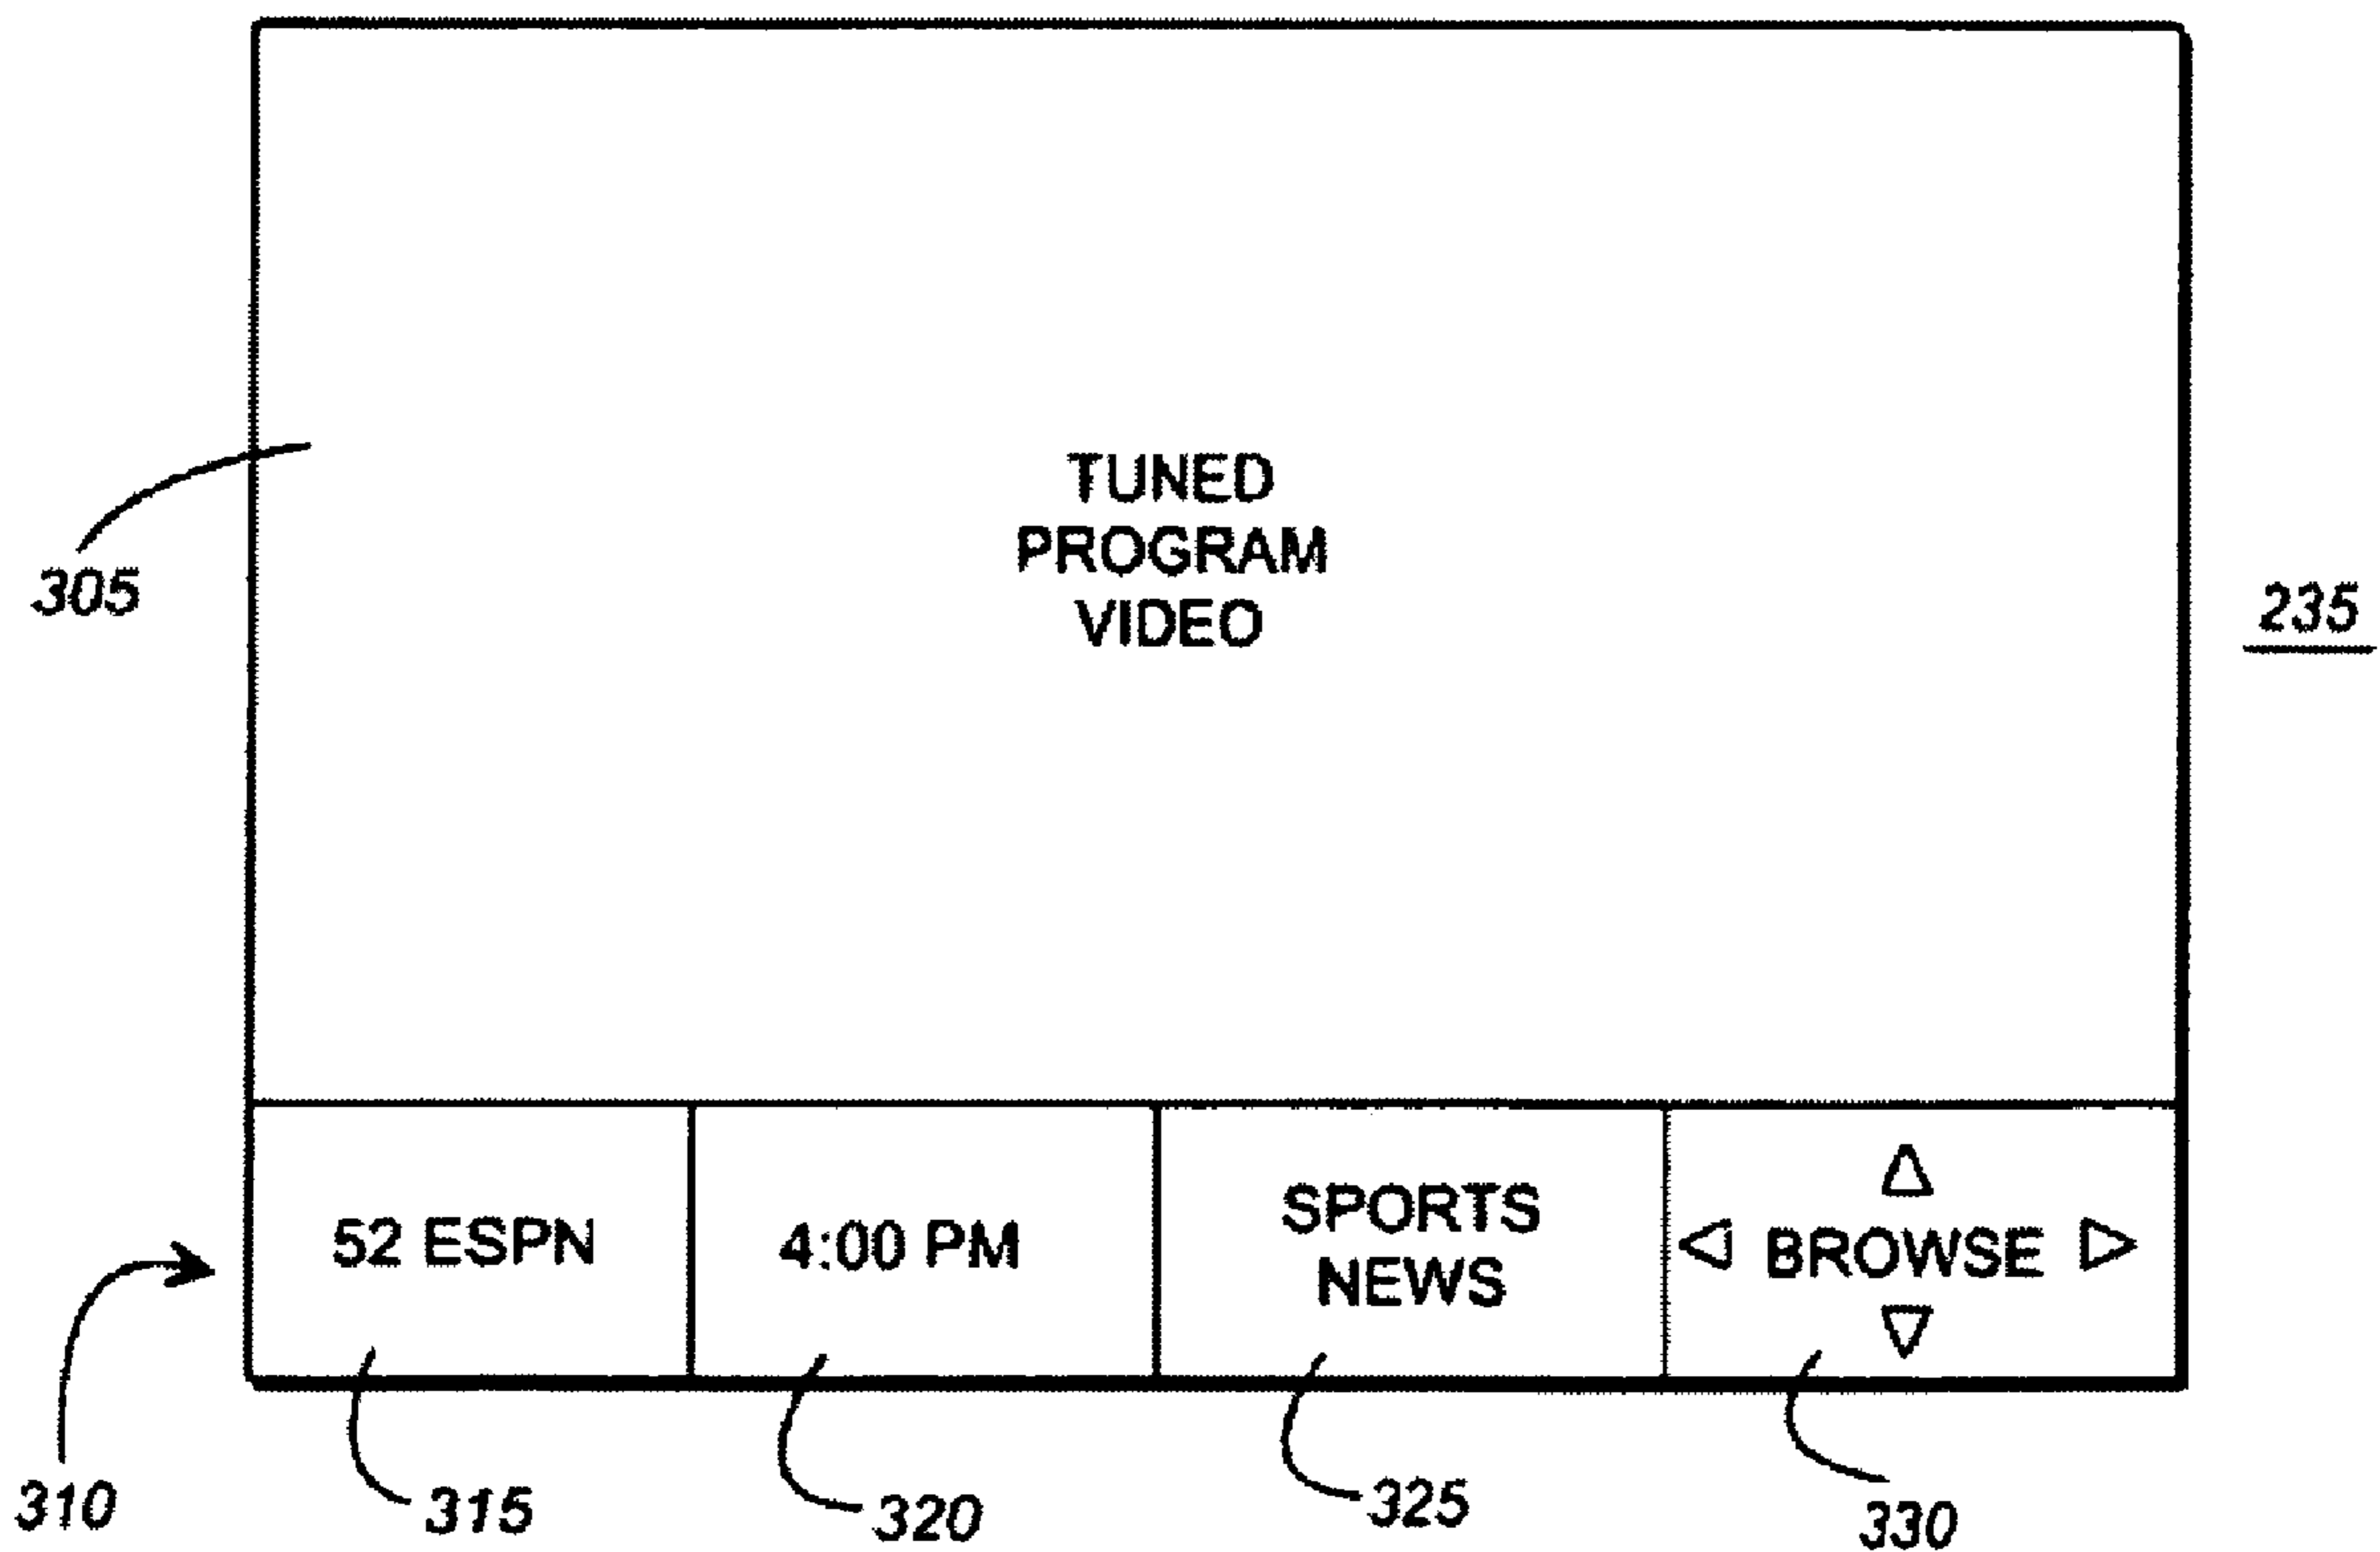 TUNED
PROGRAM
VIDEO
305
235
52 ESPN
4:00 PM
SPORTS
NEWS
BROWSE
310
315
320
325
330